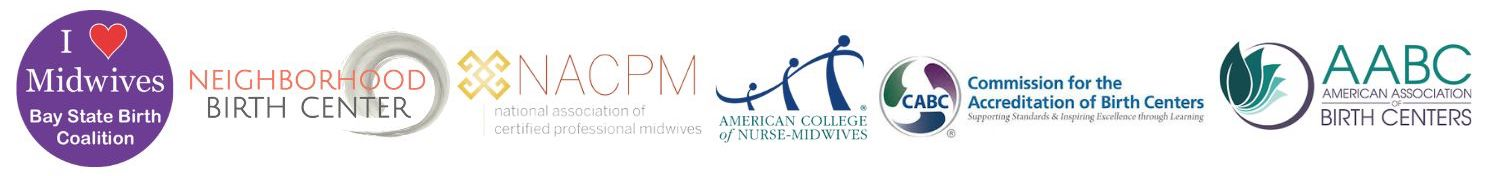 I ❤ Midwives
Bay State Birth
Coalition
NEIGHBORHOOD
BIRTH CENTER
NACPM
national association of
certified professional midwives
AMERICAN COLLEGE
of NURSE-MIDWIVES
®
CABC
®
Commission for the
Accreditation of Birth Centers
Supporting Standards & Inspiring Excellence through Learning
AABC
AMERICAN ASSOCIATION
OF
BIRTH CENTERS